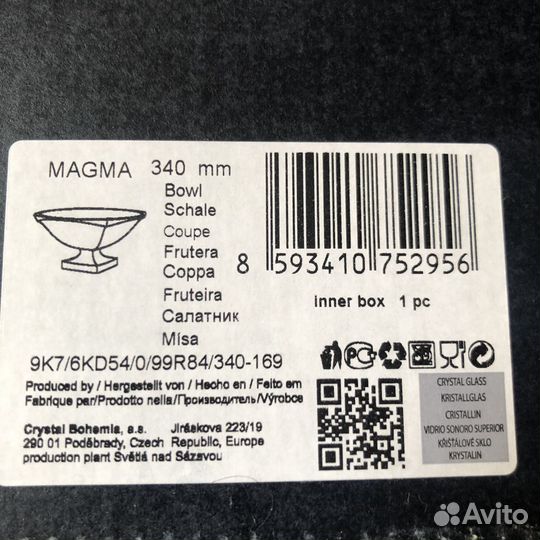 MAGMA 340 mm
Bowl
Schale
Coupe
Frutera
Coppa
Fruteira
Салатник
Mísa
8 593410 752956
inner box 1 pc
9K7/6KD54/0/99R84/340-169
Produced by / Hergestellt von / Hecho en / Feito em
Fabrique par/Prodotto nella/Производитель/Výrobce
Crystal Bohemia, a.s. Jiráskova 223/19
290 01 Poděbrady, Czech Republic, Europe
production plant Světlá nad Sázavou
CRYSTAL GLASS
KRISTALLGLAS
CRISTALLIN
VIDRIO SONORO SUPERIOR
KŘIŠŤÁLOVÉ SKLO
KRYSTALIN
Avito